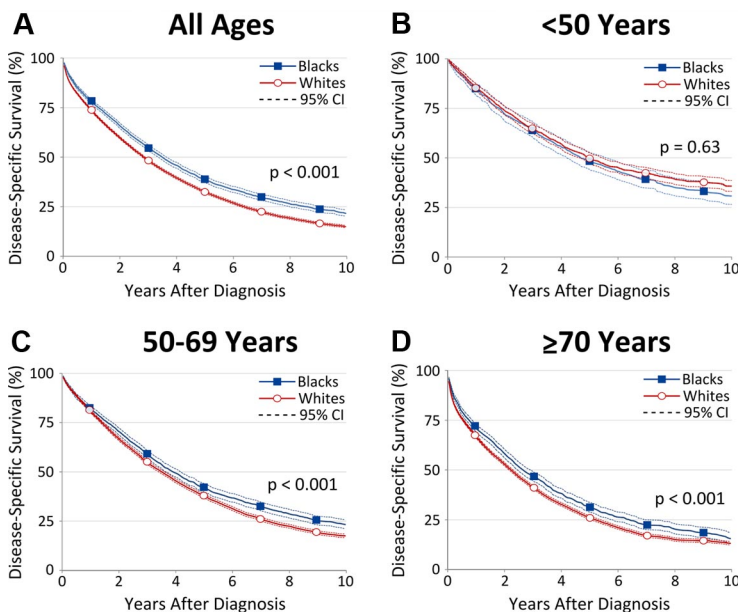 A All Ages
Disease-Specific Survival (%)
100
75
50
25
0
Blacks
Whites
95% CI
p < 0.001
0 2 4 6 8 10
Years After Diagnosis
B <50 Years
Disease-Specific Survival (%)
100
75
50
25
0
Blacks
Whites
95% CI
p = 0.63
0 2 4 6 8 10
Years After Diagnosis
C 50-69 Years
Disease-Specific Survival (%)
100
75
50
25
0
Blacks
Whites
95% CI
p < 0.001
0 2 4 6 8 10
Years After Diagnosis
D ≥70 Years
Disease-Specific Survival (%)
100
75
50
25
0
Blacks
Whites
95% CI
p < 0.001
0 2 4 6 8 10
Years After Diagnosis